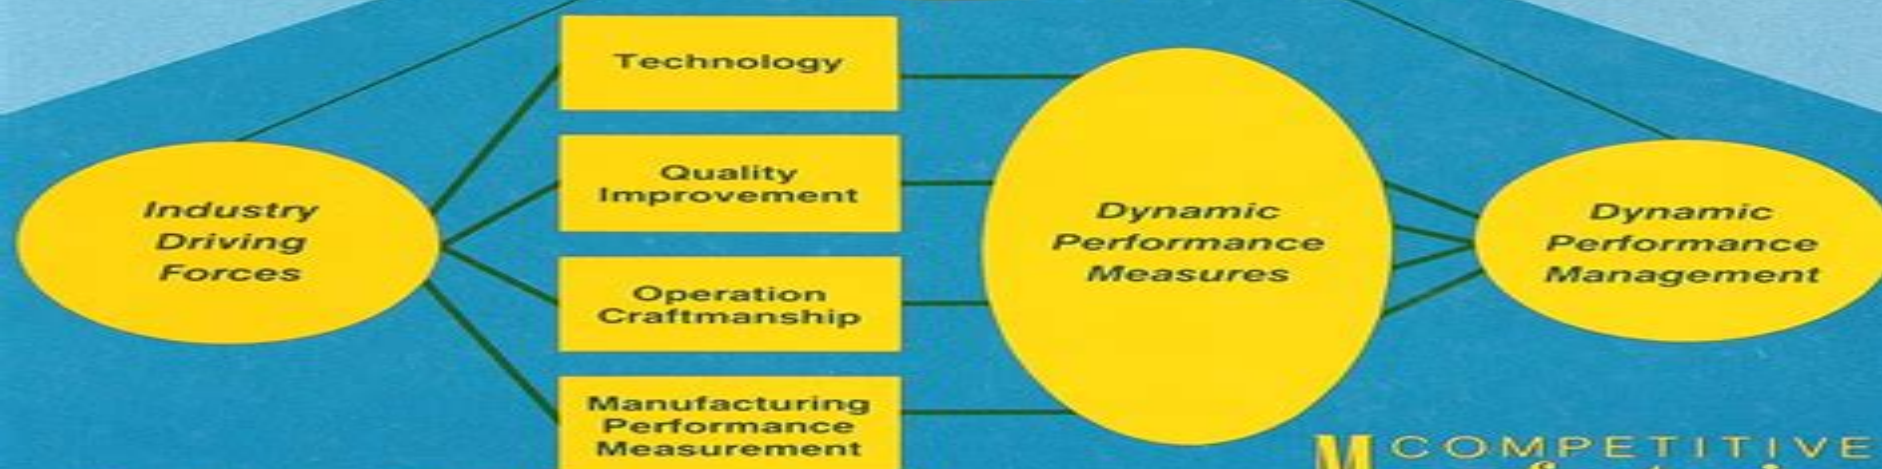 Technology
Quality
Improvement
Industry
Driving
Forces
Dynamic
Performance
Measures
Dynamic
Performance
Management
Operation
Craftmanship
Manufacturing
Performance
Measurement
COMPETITIVE